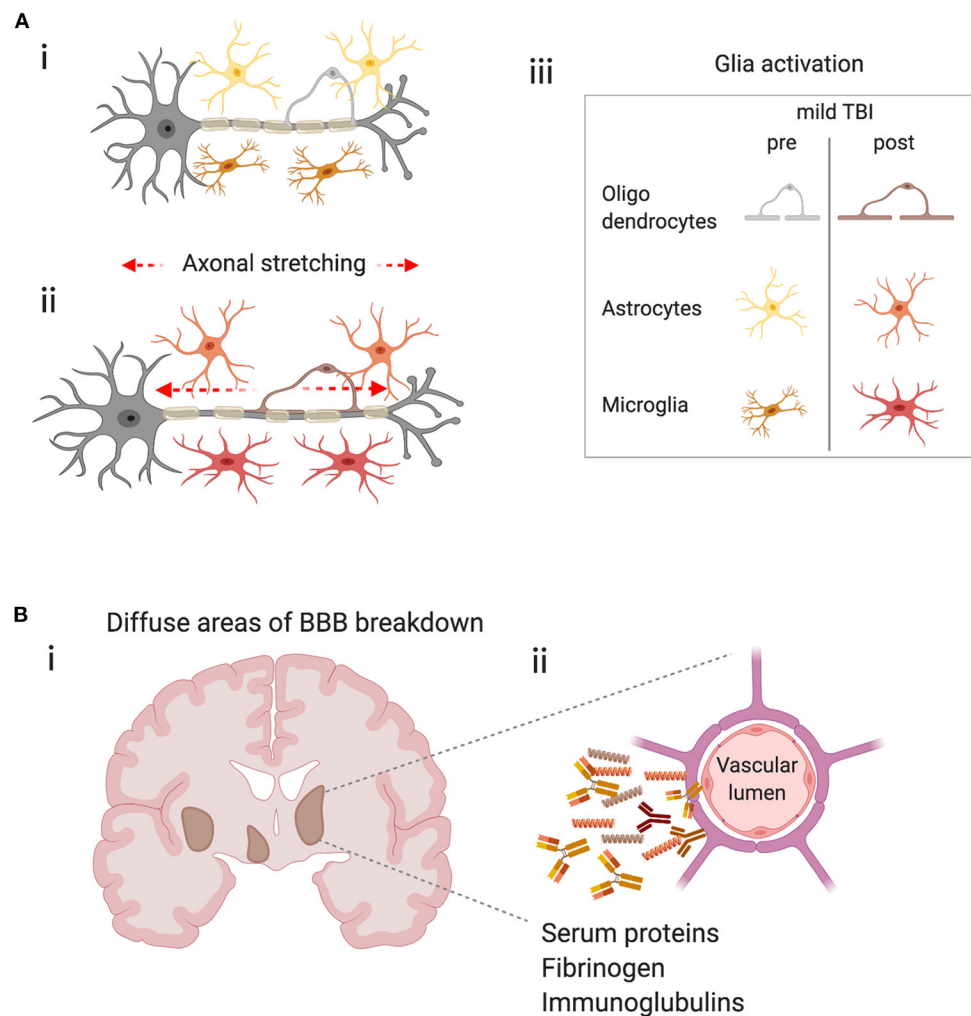 A
i
Axonal stretching
ii
iii
Glia activation
mild TBI
pre
post
Oligo
dendrocytes
Astrocytes
Microglia
B
Diffuse areas of BBB breakdown
i
ii
Vascular
lumen
Serum proteins
Fibrinogen
Immunoglubulins